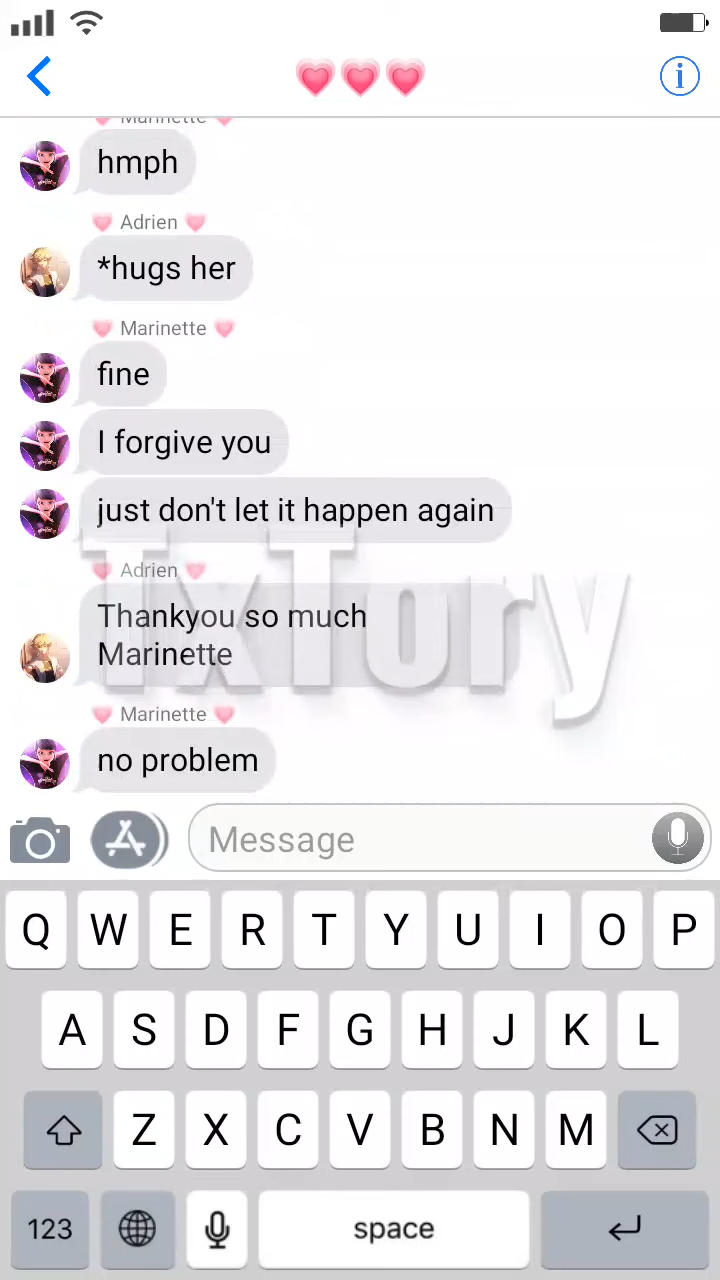 💗💗💗
💗 Marinette 💗
hmph
💗 Adrien 💗
*hugs her
💗 Marinette 💗
fine
I forgive you
just don't let it happen again
💗 Adrien 💗
Thankyou so much
Marinette
💗 Marinette 💗
no problem
TxTory
Message
Q W E R T Y U I O P
A S D F G H J K L
Z X C V B N M
123 space